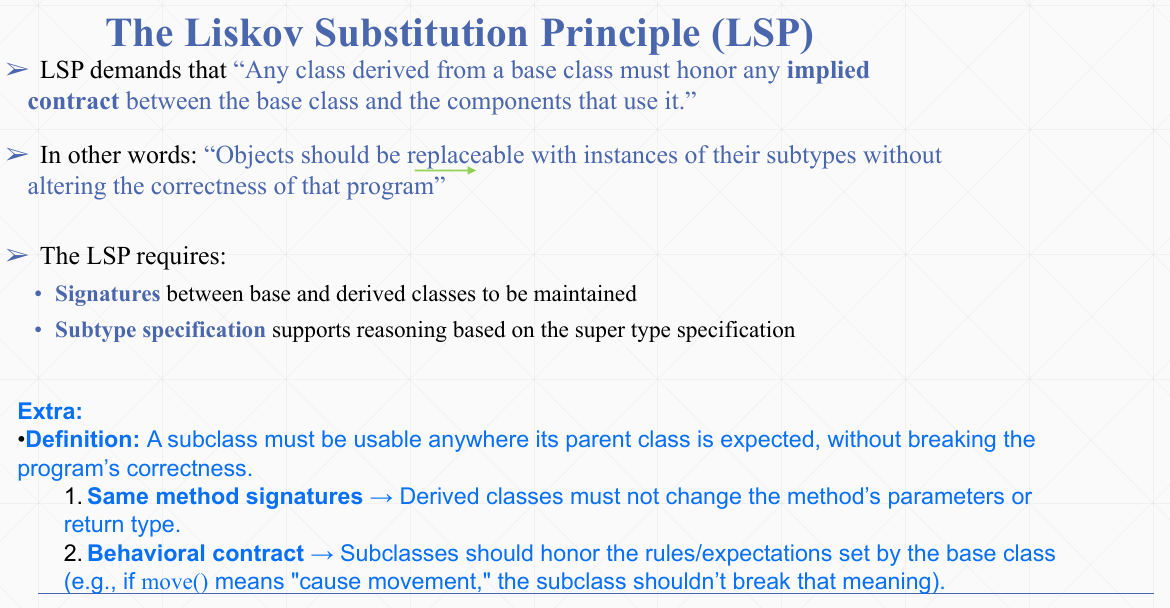 The Liskov Substitution Principle (LSP)
➢ LSP demands that “Any class derived from a base class must honor any implied
contract between the base class and the components that use it.”
➢ In other words: “Objects should be replaceable with instances of their subtypes without
altering the correctness of that program”
➢ The LSP requires:
• Signatures between base and derived classes to be maintained
• Subtype specification supports reasoning based on the super type specification
Extra:
•Definition: A subclass must be usable anywhere its parent class is expected, without breaking the
program’s correctness.
1. Same method signatures → Derived classes must not change the method’s parameters or
return type.
2. Behavioral contract → Subclasses should honor the rules/expectations set by the base class
(e.g., if move() means "cause movement," the subclass shouldn’t break that meaning).